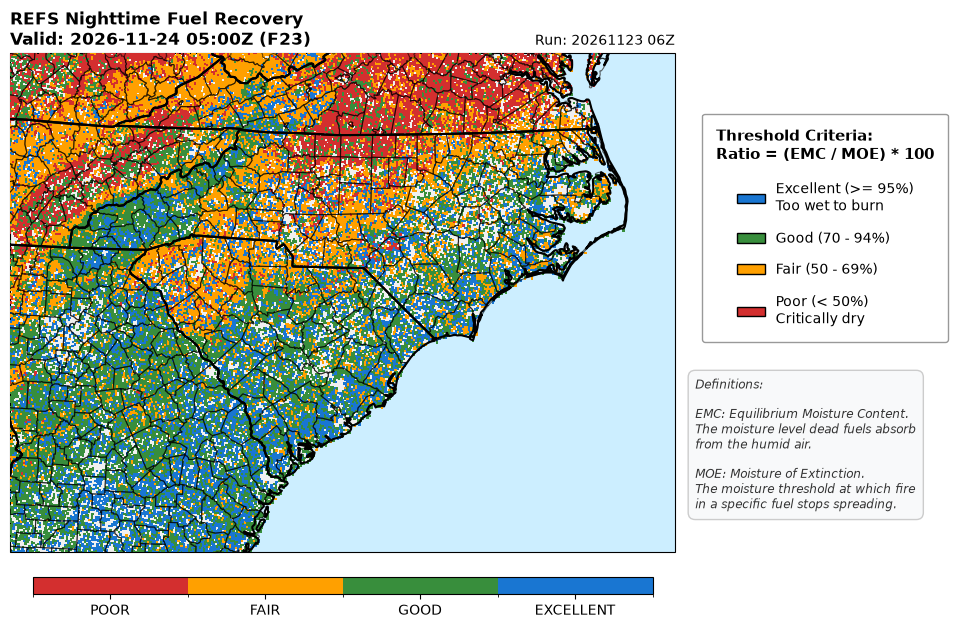 REFS Nighttime Fuel Recovery
Valid: 2026-11-24 05:00Z (F23)
Run: 20261123 06Z
Threshold Criteria:
Ratio = (EMC / MOE) * 100
Excellent (>= 95%)
Too wet to burn
Good (70 - 94%)
Fair (50 - 69%)
Poor (< 50%)
Critically dry
Definitions:
EMC: Equilibrium Moisture Content.
The moisture level dead fuels absorb
from the humid air.
MOE: Moisture of Extinction.
The moisture threshold at which fire
in a specific fuel stops spreading.
POOR
FAIR
GOOD
EXCELLENT